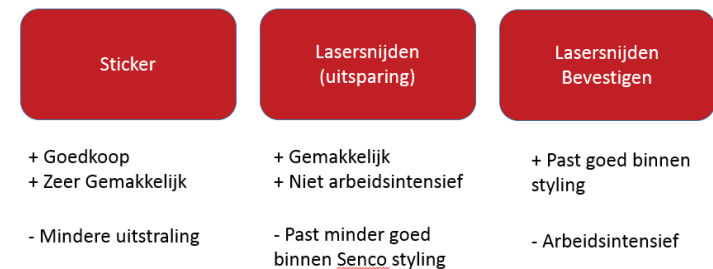 Sticker
+ Goedkoop
+ Zeer Gemakkelijk
- Mindere uitstraling
Lasersnijden
(uitsparing)
+ Gemakkelijk
+ Niet arbeidsintensief
- Past minder goed
binnen Senco styling
Lasersnijden
Bevestigen
+ Past goed binnen
styling
- Arbeidsintensief